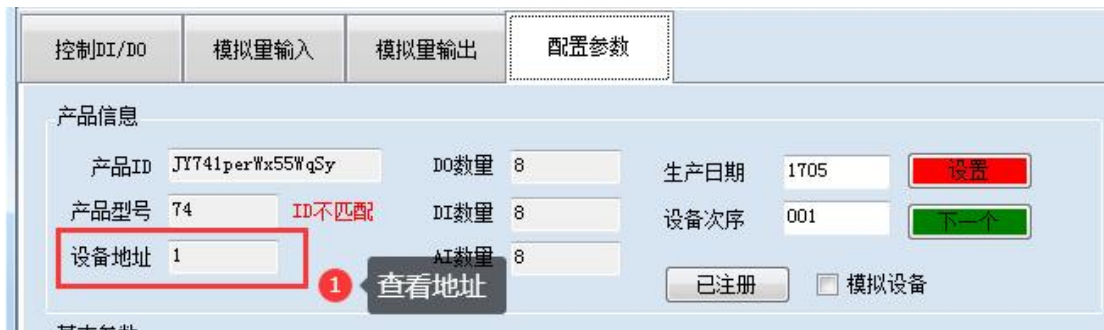 控制DI/DO 模拟量输入 模拟量输出 配置参数
产品信息
产品ID JY741perWx55WqSy DO数量 8 生产日期 1705 设置
产品型号 74 ID不匹配 DI数量 8 设备次序 001 下一个
设备地址 1 AI数量 8
1 查看地址
已注册 模拟设备
基本参数